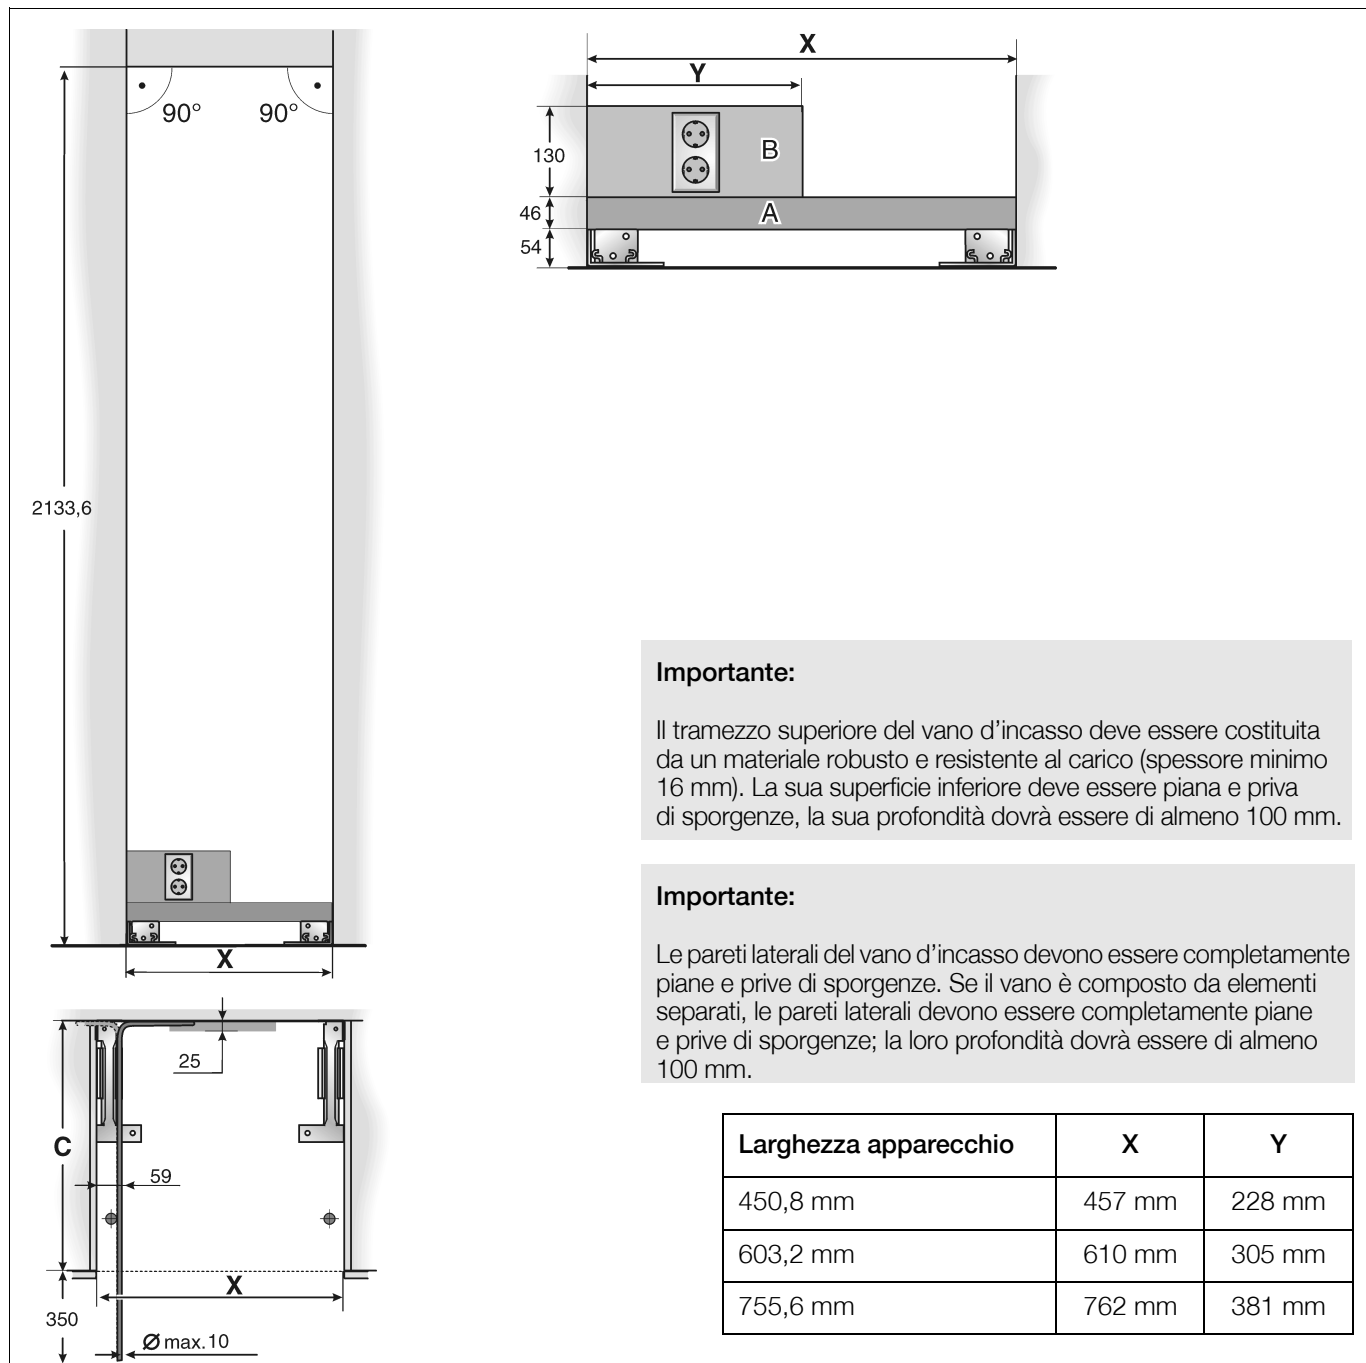 90°
90°
2133,6
X
X
Y
130
B
46
A
54
Importante:
Il tramezzo superiore del vano d’incasso deve essere costituita
da un materiale robusto e resistente al carico (spessore minimo
16 mm). La sua superficie inferiore deve essere piana e priva
di sporgenze, la sua profondità dovrà essere di almeno 100 mm.
Importante:
Le pareti laterali del vano d’incasso devono essere completamente
piane e prive di sporgenze. Se il vano è composto da elementi
separati, le pareti laterali devono essere completamente piane
e prive di sporgenze; la loro profondità dovrà essere di almeno
100 mm.
25
C
59
X
350
Ø max.10
Larghezza apparecchio X Y
450,8 mm 457 mm 228 mm
603,2 mm 610 mm 305 mm
755,6 mm 762 mm 381 mm